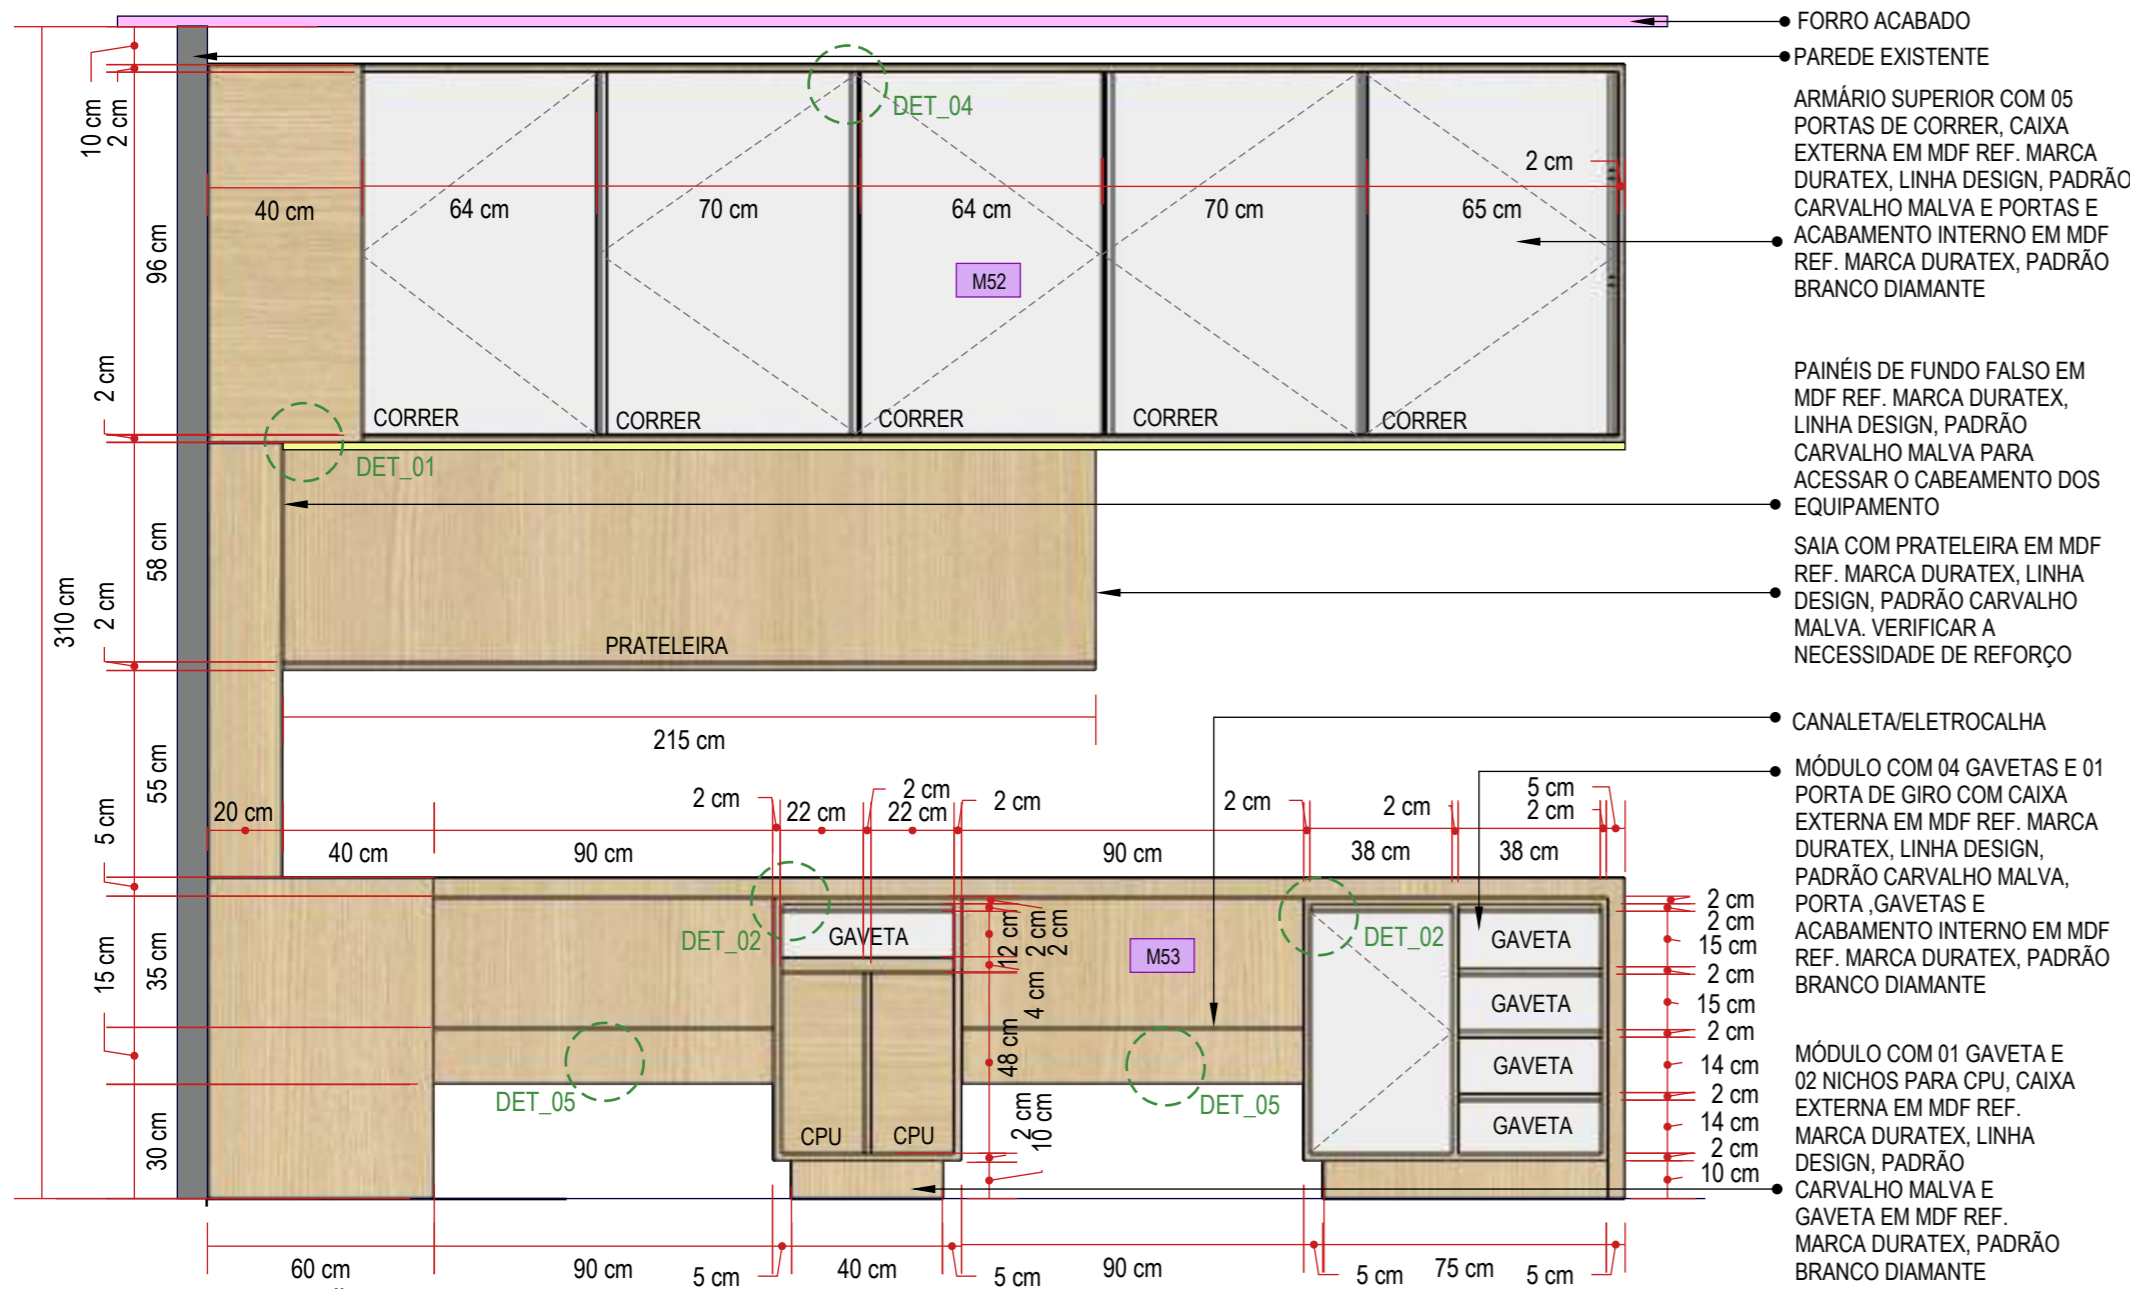 FORRO ACABADO
PAREDE EXISTENTE
ARMÁRIO SUPERIOR COM 05
PORTAS DE CORRER, CAIXA
EXTERNA EM MDF REF. MARCA
DURATEX, LINHA DESIGN, PADRÃO
CARVALHO MALVA E PORTAS E
ACABAMENTO INTERNO EM MDF
REF. MARCA DURATEX, PADRÃO
BRANCO DIAMANTE
PAINÉIS DE FUNDO FALSO EM
MDF REF. MARCA DURATEX,
LINHA DESIGN, PADRÃO
CARVALHO MALVA PARA
ACESSAR O CABEAMENTO DOS
EQUIPAMENTO
SAIA COM PRATELEIRA EM MDF
REF. MARCA DURATEX, LINHA
DESIGN, PADRÃO CARVALHO
MALVA. VERIFICAR A
NECESSIDADE DE REFORÇO
CANALETA/ELETROCALHA
MÓDULO COM 04 GAVETAS E 01
PORTA DE GIRO COM CAIXA
EXTERNA EM MDF REF. MARCA
DURATEX, LINHA DESIGN,
PADRÃO CARVALHO MALVA,
PORTA ,GAVETAS E
ACABAMENTO INTERNO EM MDF
REF. MARCA DURATEX, PADRÃO
BRANCO DIAMANTE
MÓDULO COM 01 GAVETA E
02 NICHOS PARA CPU, CAIXA
EXTERNA EM MDF REF.
MARCA DURATEX, LINHA
DESIGN, PADRÃO
CARVALHO MALVA E
GAVETA EM MDF REF.
MARCA DURATEX, PADRÃO
BRANCO DIAMANTE
310 cm
10 cm
2 cm
96 cm
2 cm
58 cm
2 cm
55 cm
5 cm
35 cm
15 cm
30 cm
DET_04
2 cm
40 cm
64 cm
70 cm
64 cm
70 cm
65 cm
M52
CORRER
CORRER
CORRER
CORRER
CORRER
DET_01
PRATELEIRA
215 cm
20 cm
40 cm
90 cm
2 cm
22 cm
2 cm
22 cm
2 cm
90 cm
2 cm
38 cm
2 cm
38 cm
2 cm
5 cm
DET_02
GAVETA
12 cm
2 cm
2 cm
4 cm
48 cm
2 cm
10 cm
M53
DET_02
GAVETA
GAVETA
GAVETA
GAVETA
2 cm
2 cm
15 cm
2 cm
15 cm
2 cm
14 cm
2 cm
14 cm
2 cm
10 cm
DET_05
CPU
CPU
DET_05
60 cm
90 cm
5 cm
40 cm
5 cm
90 cm
5 cm
75 cm
5 cm